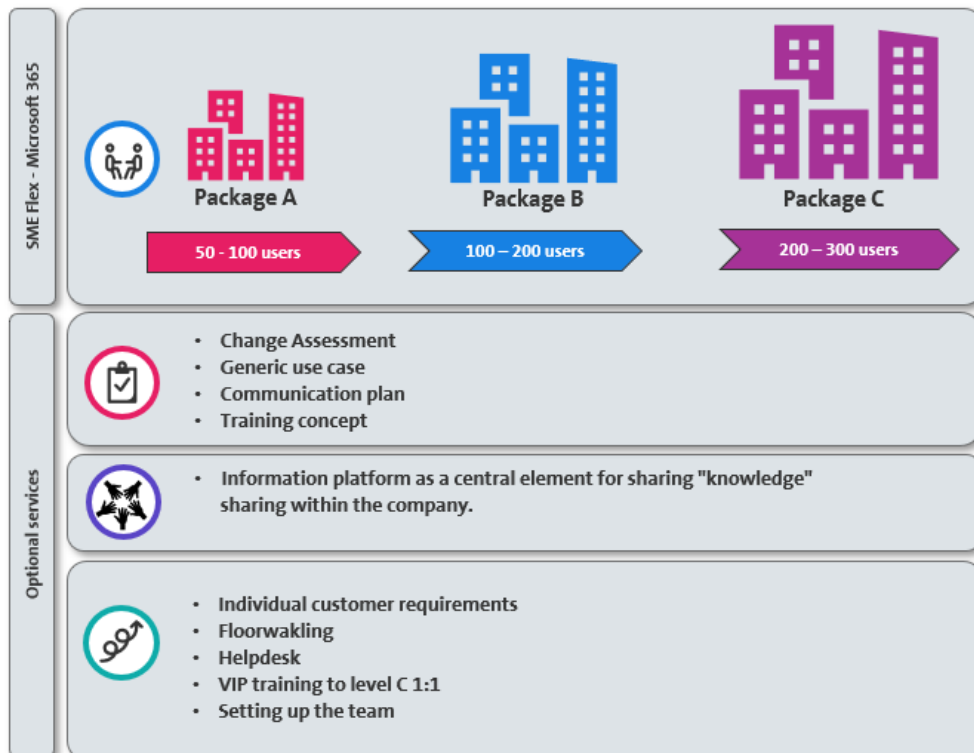 SME Flex - Microsoft 365
Package A
Package B
Package C
50 - 100 users
100 – 200 users
200 – 300 users
Optional services
• Change Assessment
• Generic use case
• Communication plan
• Training concept
• Information platform as a central element for sharing "knowledge"
sharing within the company.
• Individual customer requirements
• Floorwakling
• Helpdesk
• VIP training to level C 1:1
• Setting up the team